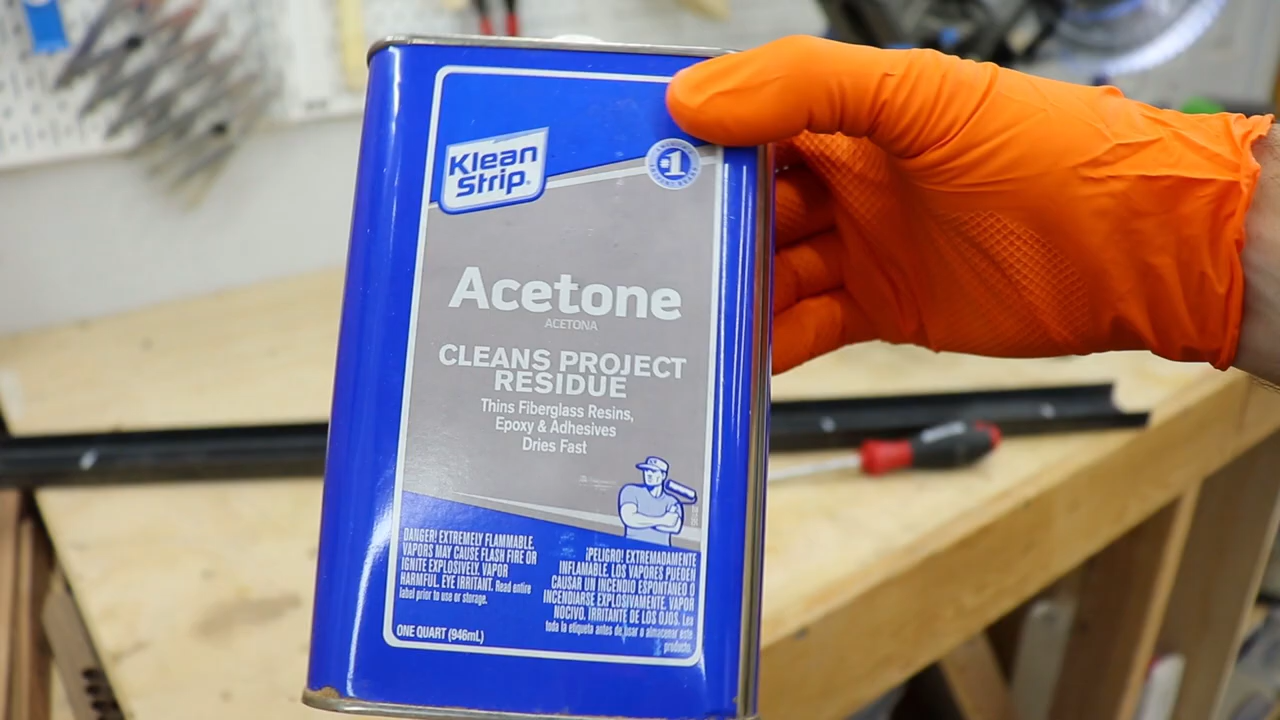 Klean
Strip®
#1
Acetone
ACETONA
CLEANS PROJECT
RESIDUE
Thins Fiberglass Resins,
Epoxy & Adhesives
Dries Fast
DANGER! EXTREMELY FLAMMABLE.
VAPORS MAY CAUSE FLASH FIRE OR
IGNITE EXPLOSIVELY. VAPOR
HARMFUL. EYE IRRITANT. Read entire
label prior to use or storage.
¡PELIGRO! EXTREMADAMENTE
INFLAMABLE. LOS VAPORES PUEDEN
CAUSAR UN INCENDIO ESPONTANEO O
INCENDIARSE EXPLOSIVAMENTE. VAPOR
NOCIVO. IRRITANTE DE LOS OJOS. Lea
toda la etiqueta antes de usar o almacenar este
producto.
ONE QUART (946mL)